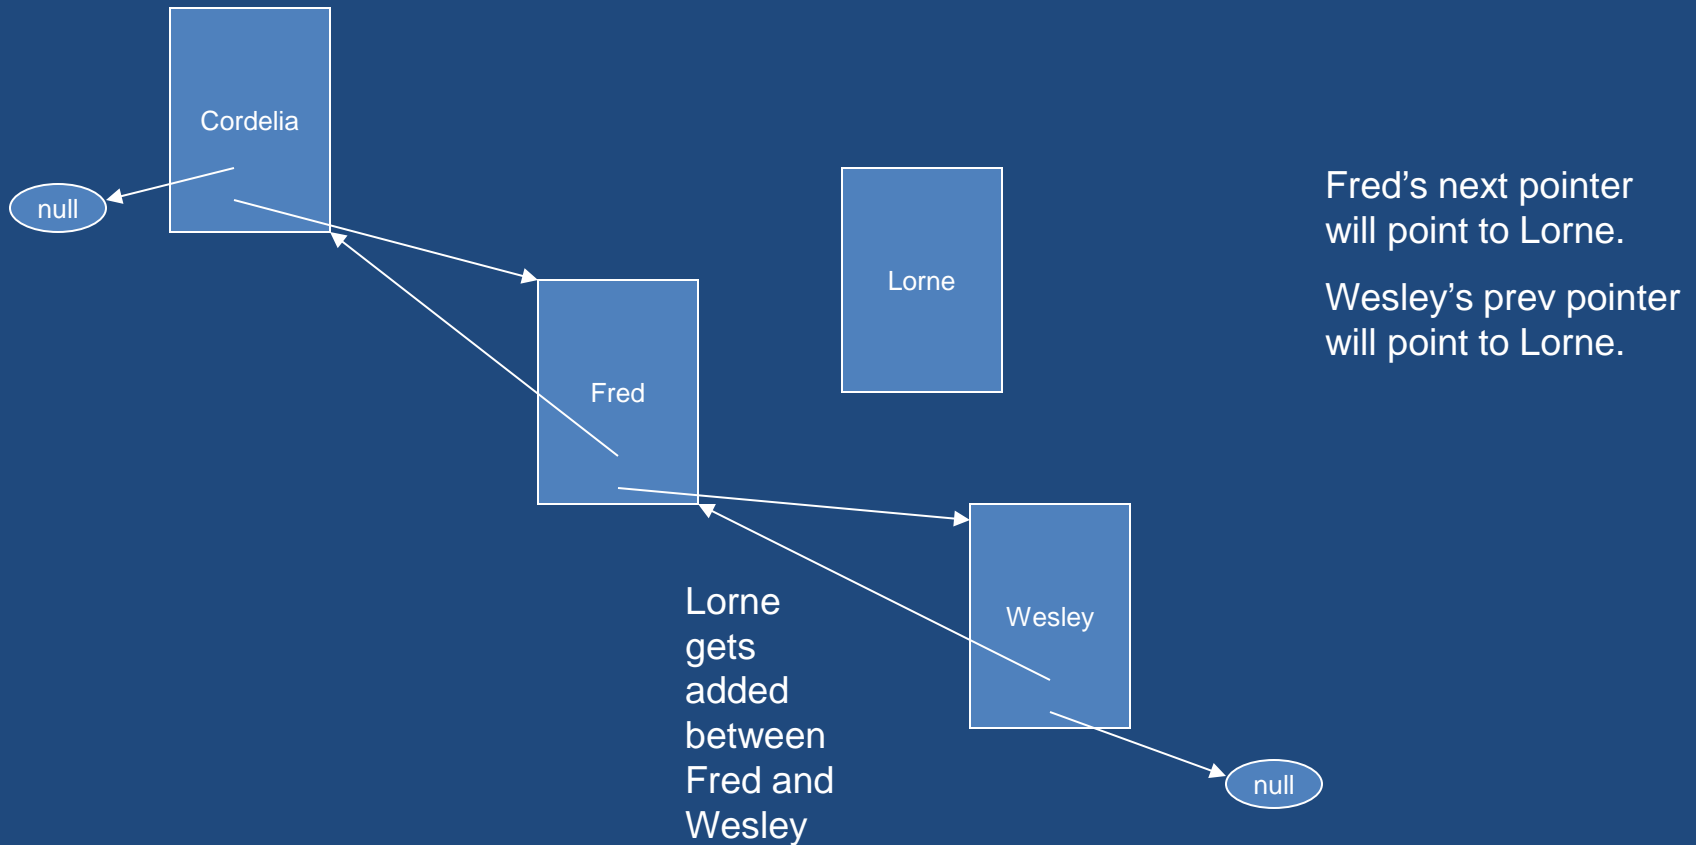 Cordelia
null
Lorne
Fred's next pointer
will point to Lorne.
Wesley's prev pointer
will point to Lorne.
Fred
Wesley
Lorne
gets
added
between
Fred and
Wesley
null